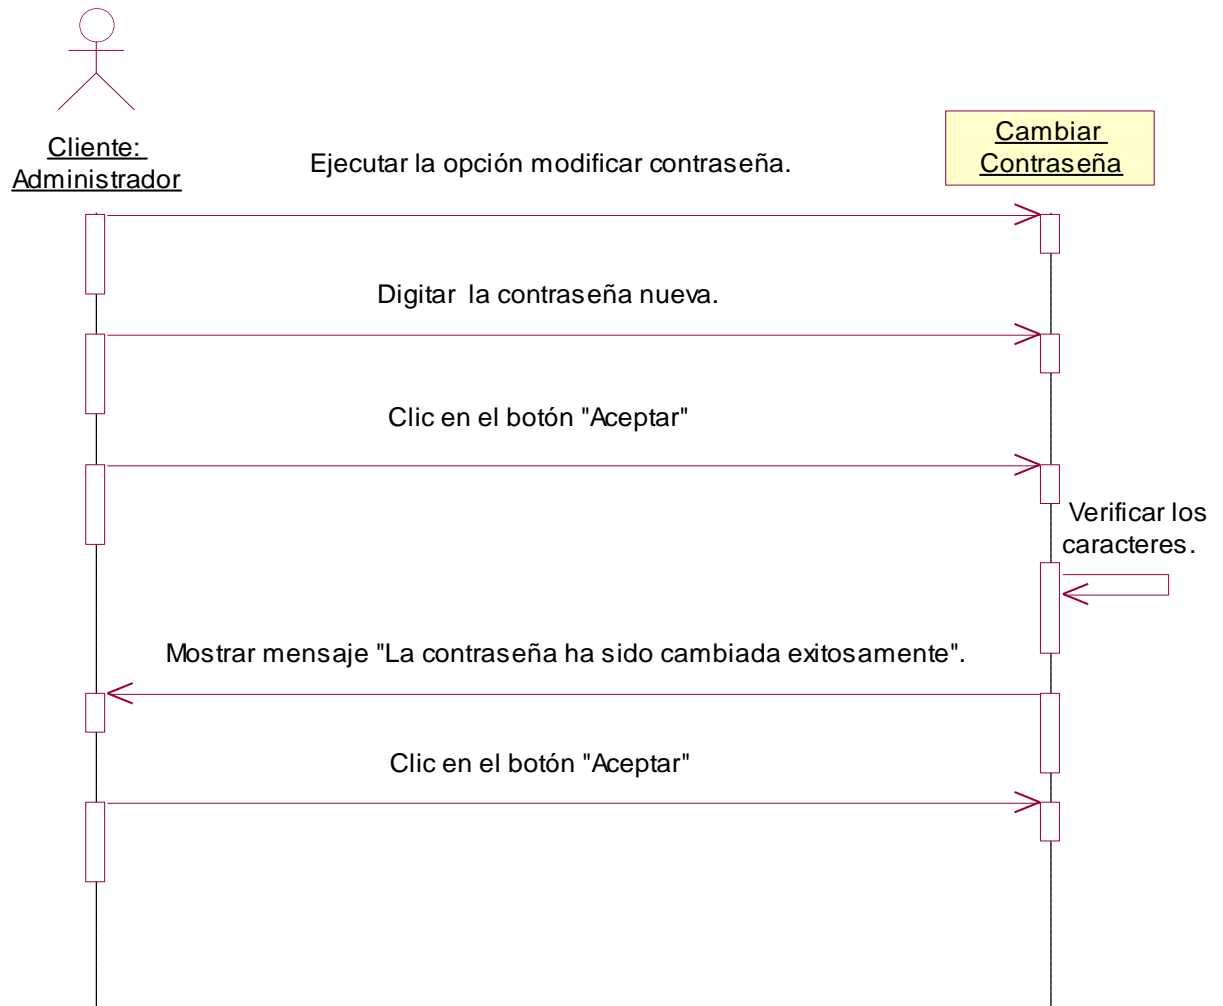 Cliente:
Administrador
Cambiar
Contraseña
Ejecutar la opción modificar contraseña.
Digitar  la contraseña nueva.
Clic en el botón "Aceptar"
Verificar los
caracteres.
Mostrar mensaje "La contraseña ha sido cambiada exitosamente".
Clic en el botón "Aceptar"